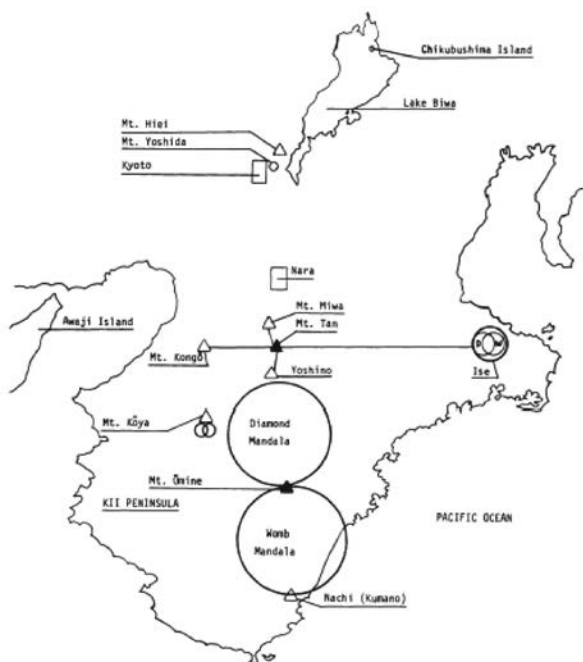 Chikubushima Island
Lake Biwa
Mt. Hiei
Mt. Yoshida
Kyoto
Nara
Mt. Miwa
Awaji Island
Mt. Tan
Mt. Kongō
Yoshino
Ise
D
W
Mt. Kōya
Diamond
Mandala
Mt. Ōmine
KII PENINSULA
Womb
Mandala
PACIFIC OCEAN
Nachi (Kumano)